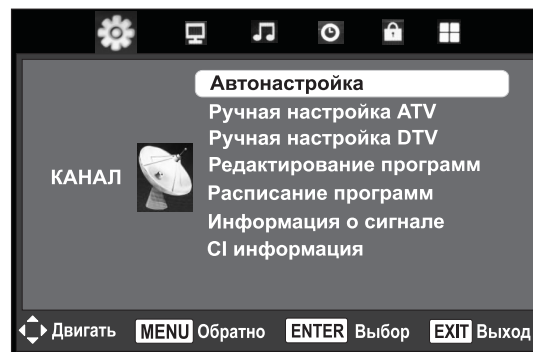 Автонастройка
Ручная настройка ATV
Ручная настройка DTV
Редактирование программ
КАНАЛ
Расписание программ
Информация о сигнале
CI информация
Двигать MENU Обратно ENTER Выбор EXIT Выход